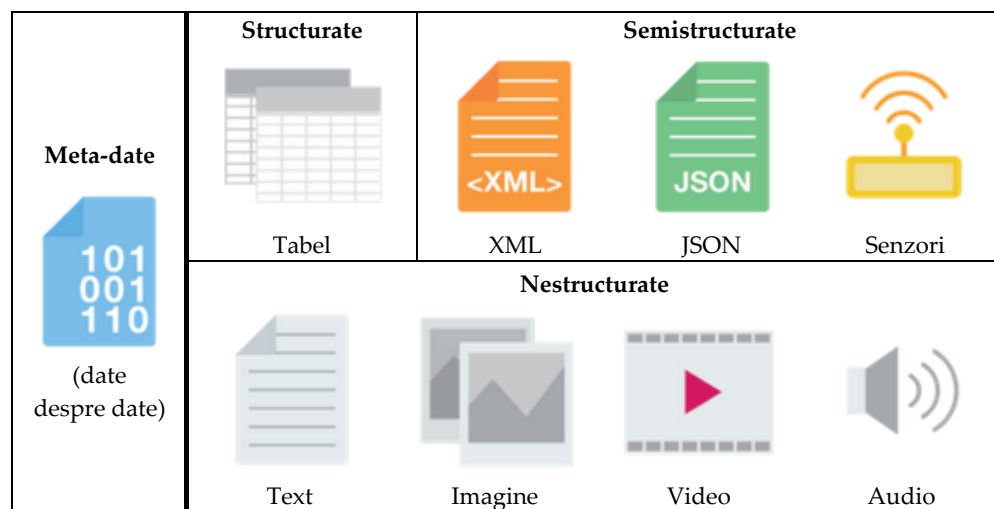 Meta-date
101
001
110
(date
despre date)
Structurate
Tabel
Semistructurate
<XML>
XML
JSON
JSON
Senzori
Nestructurate
Text
Imagine
Video
Audio